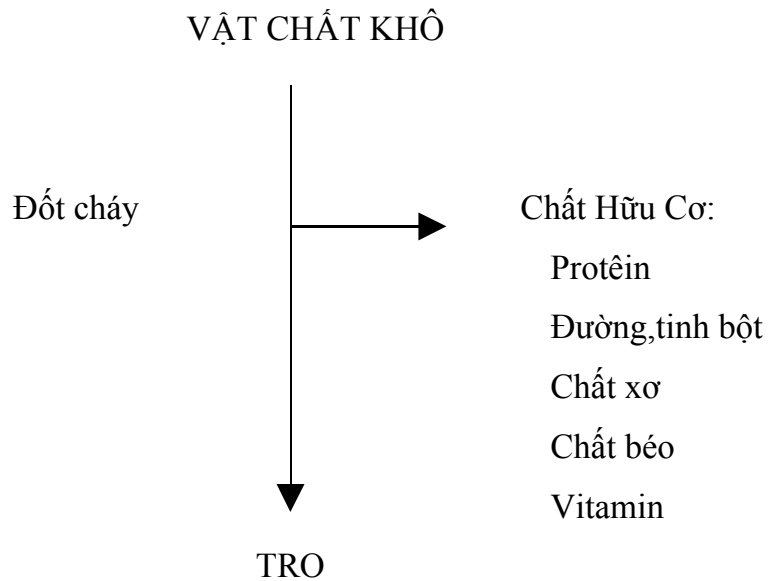 VẬT CHẤT KHÔ
Đốt cháy
Chất Hữu Cơ:
Protêin
Đường,tinh bột
Chất xơ
Chất béo
Vitamin
TRO